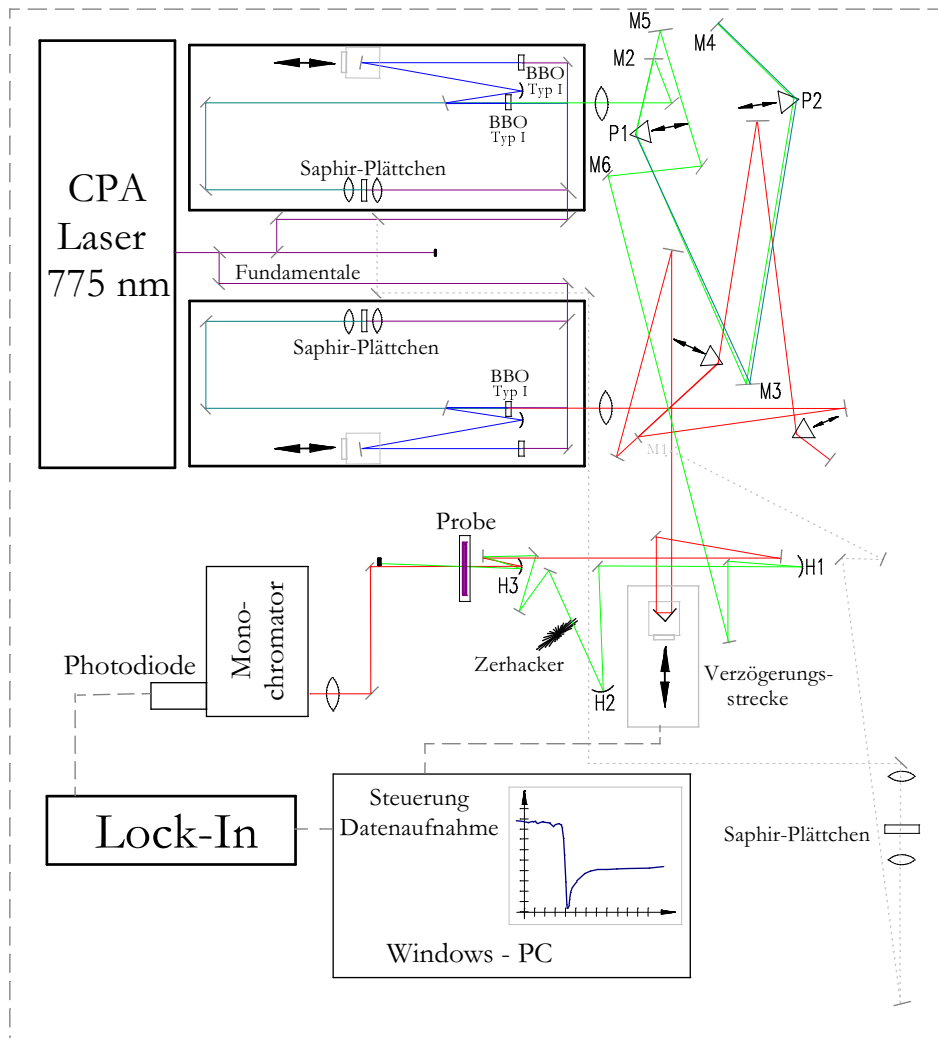 M5
M4
M2
BBO
Typ I
BBO
Typ I
P2
P1
M6
Saphir-Plättchen
CPA
Laser
775 nm
Fundamentale
Saphir-Plättchen
BBO
Typ I
M3
M1
Probe
H3
H1
Mono-
chromator
Photodiode
Zerhacker
H2
Verzögerungs-
strecke
Steuerung
Datenaufnahme
Lock-In
Saphir-Plättchen
Windows - PC